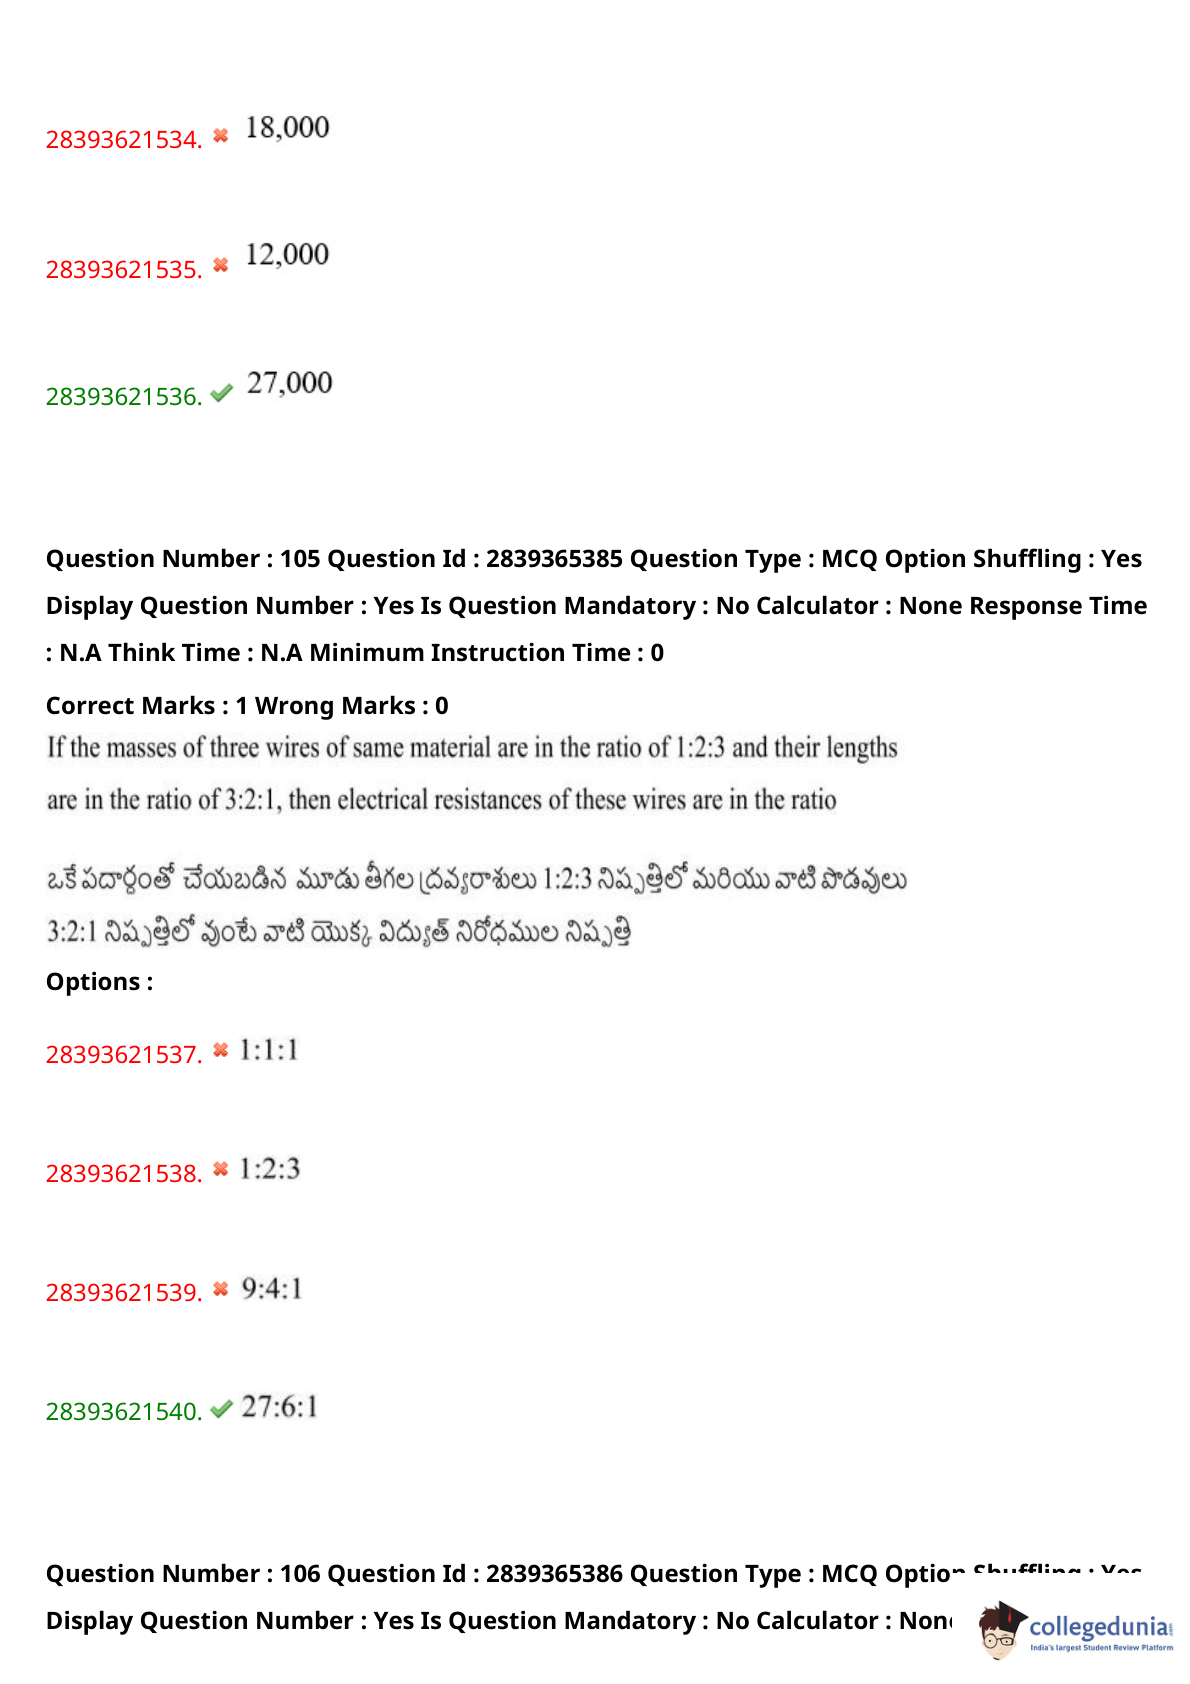 28393621534. 18,000
28393621535. 12,000
28393621536. 27,000
Question Number : 105 Question Id : 2839365385 Question Type : MCQ Option Shuffling : Yes
Display Question Number : Yes Is Question Mandatory : No Calculator : None Response Time
: N.A Think Time : N.A Minimum Instruction Time : 0
Correct Marks : 1 Wrong Marks : 0
If the masses of three wires of same material are in the ratio of 1:2:3 and their lengths
are in the ratio of 3:2:1, then electrical resistances of these wires are in the ratio
ఒకే పదార్థంతో చేయబడిన మూడు తీగల ద్రవ్యరాశులు 1:2:3 నిష్పత్తిలో మరియు వాటి పొడవులు
3:2:1 నిష్పత్తిలో వుంటే వాటి యొక్క విద్యుత్ నిరోధముల నిష్పత్తి
Options :
28393621537. 1:1:1
28393621538. 1:2:3
28393621539. 9:4:1
28393621540. 27:6:1
Question Number : 106 Question Id : 2839365386 Question Type : MCQ Option Shuffling : Yes
Display Question Number : Yes Is Question Mandatory : No Calculator : None
collegedunia.com
India's largest Student Review Platform